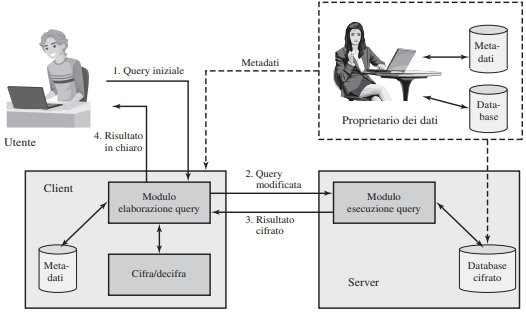 1. Query iniziale
Metadati
Meta-
dati
Data-
base
Proprietario dei dati
Utente
4. Risultato
in chiaro
Client
Modulo
elaborazione query
2. Query
modificata
3. Risultato
cifrato
Modulo
esecuzione query
Meta-
dati
Cifra/decifra
Server
Database
cifrato